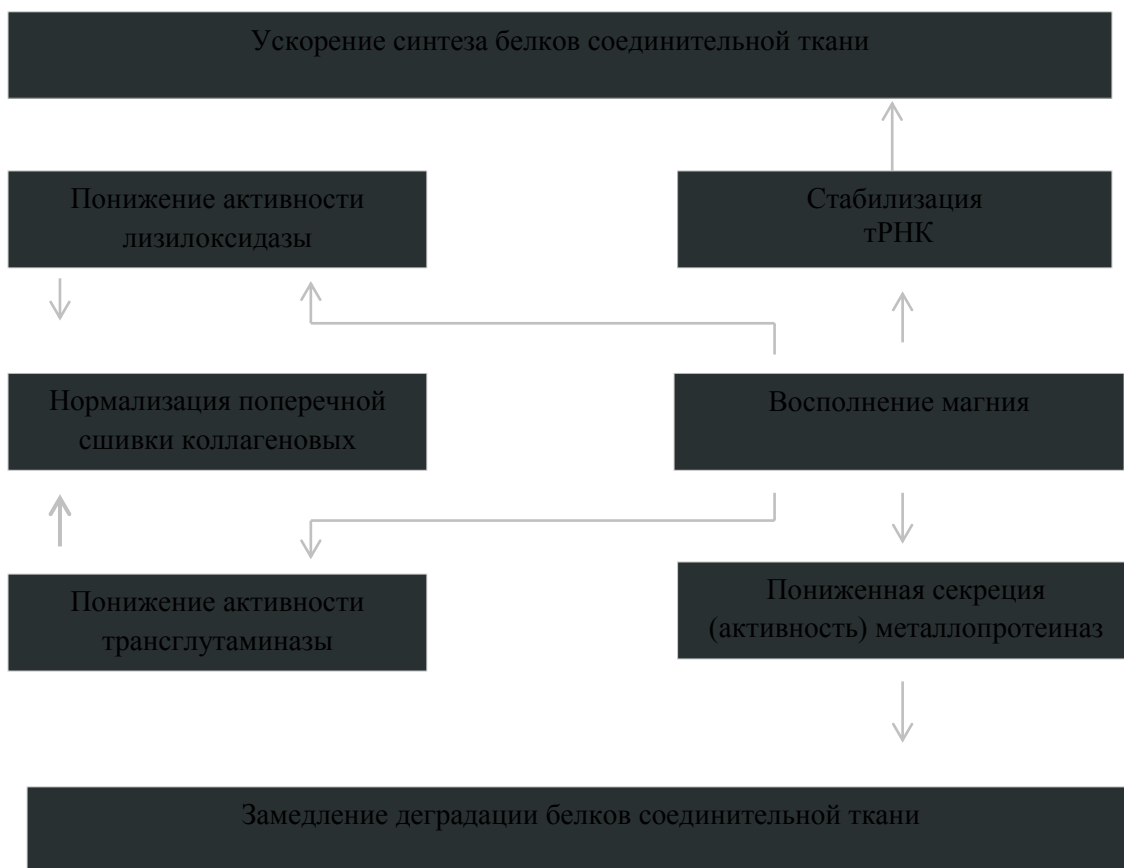 Ускорение синтеза белков соединительной ткани
Понижение активности
лизилоксидазы
Стабилизация
тРНК
Нормализация поперечной
сшивки коллагеновых
Восполнение магния
Понижение активности
трансглутаминазы
Пониженная секреция
(активность) металлопротеиназ
Замедление деградации белков соединительной ткани